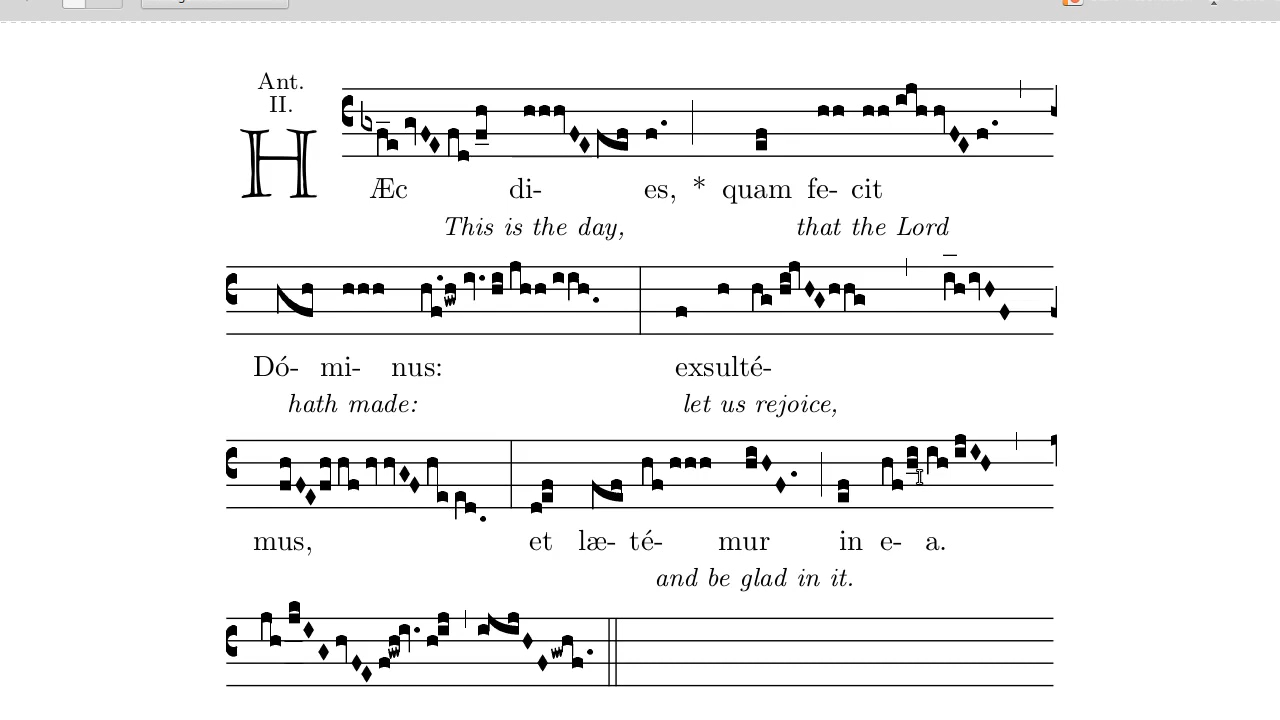 Ant.
II.
H
Æc di- es, * quam fe- cit
This is the day, that the Lord
Dó- mi- nus: exsulté-
hath made: let us rejoice,
mus, et læ- té- mur in e- a.
and be glad in it.